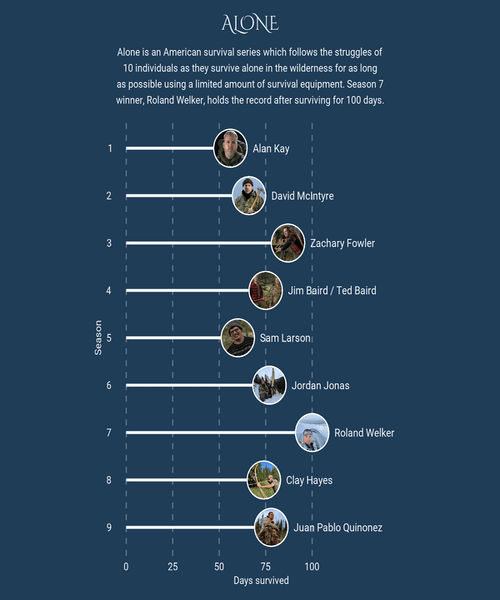 ALONE
Alone is an American survival series which follows the struggles of
10 individuals as they survive alone in the wilderness for as long
as possible using a limited amount of survival equipment. Season 7
winner, Roland Welker, holds the record after surviving for 100 days.
1 Alan Kay
2 David McIntyre
3 Zachary Fowler
4 Jim Baird / Ted Baird
Season
5 Sam Larson
6 Jordan Jonas
7 Roland Welker
8 Clay Hayes
9 Juan Pablo Quinonez
0 25 50 75 100
Days survived